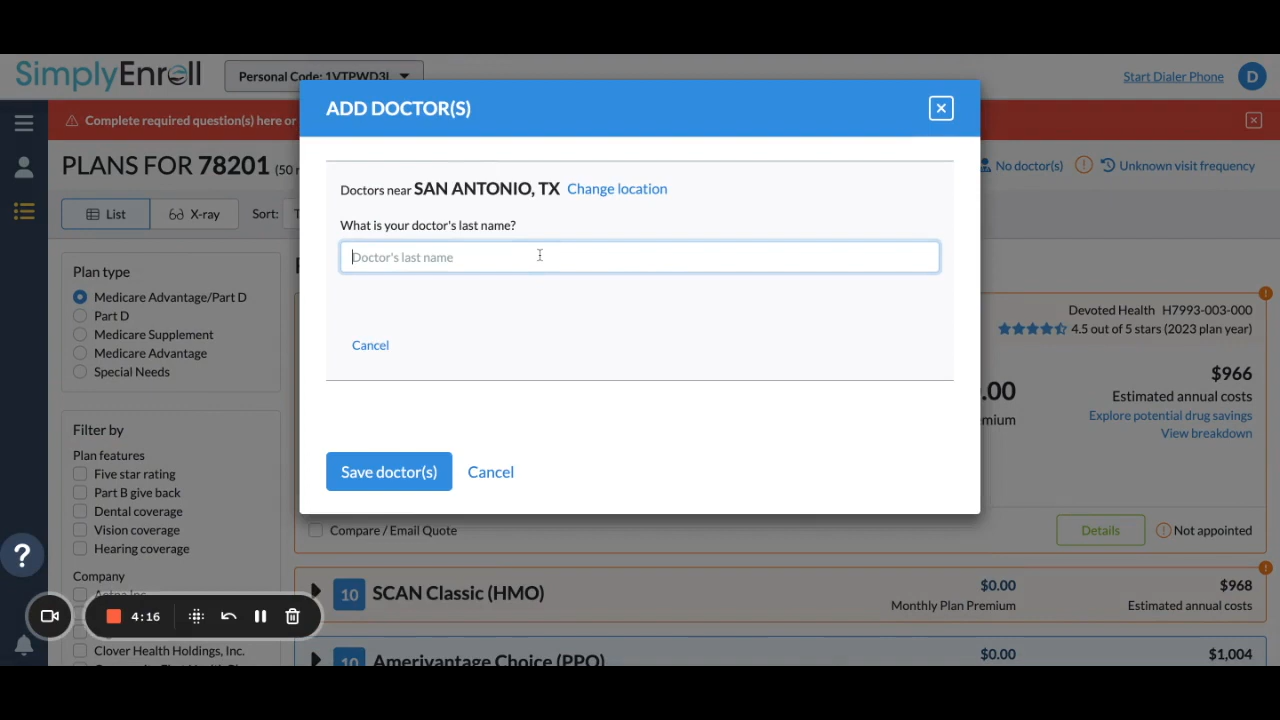 SimplyEnroll
Personal Code: 1VTPWD3L
Start Dialer Phone
D
ADD DOCTOR(S)
Complete required question(s) here or
PLANS FOR 78201 (50
No doctor(s)
Unknown visit frequency
List
X-ray
Sort:
Doctors near SAN ANTONIO, TX Change location
What is your doctor's last name?
Doctor's last name
Cancel
Save doctor(s)
Cancel
Plan type
Medicare Advantage/Part D
Part D
Medicare Supplement
Medicare Advantage
Special Needs
Filter by
Plan features
Five star rating
Part B give back
Dental coverage
Vision coverage
Hearing coverage
Company
Aetna Inc.
Clover Health Holdings, Inc.
Devoted Health H7993-003-000
4.5 out of 5 stars (2023 plan year)
.00
mium
$966
Estimated annual costs
Explore potential drug savings
View breakdown
Compare / Email Quote
Details
Not appointed
10 SCAN Classic (HMO)
$0.00
Monthly Plan Premium
$968
Estimated annual costs
10 Amerivantage Choice (PPO)
$0.00
$1,004
?
4:16